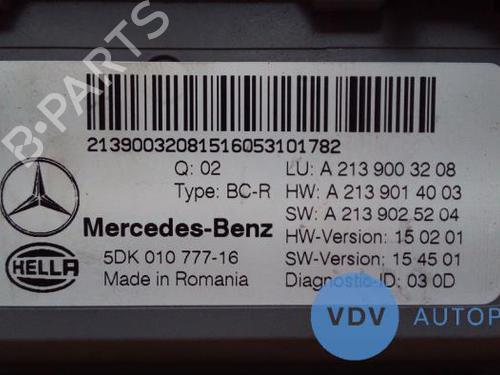 B-PARTS
21390032081516053101782
Q: 02
LU: A 213 900 32 08
Type: BC-R
HW: A 213 901 40 03
SW: A 213 902 52 04
Mercedes-Benz
HW-Version: 15 02 01
HELLA
5DK 010 777-16
SW-Version: 15 45 01
Made in Romania
Diagnostic-ID: 03 0D
VDV
AUTOP